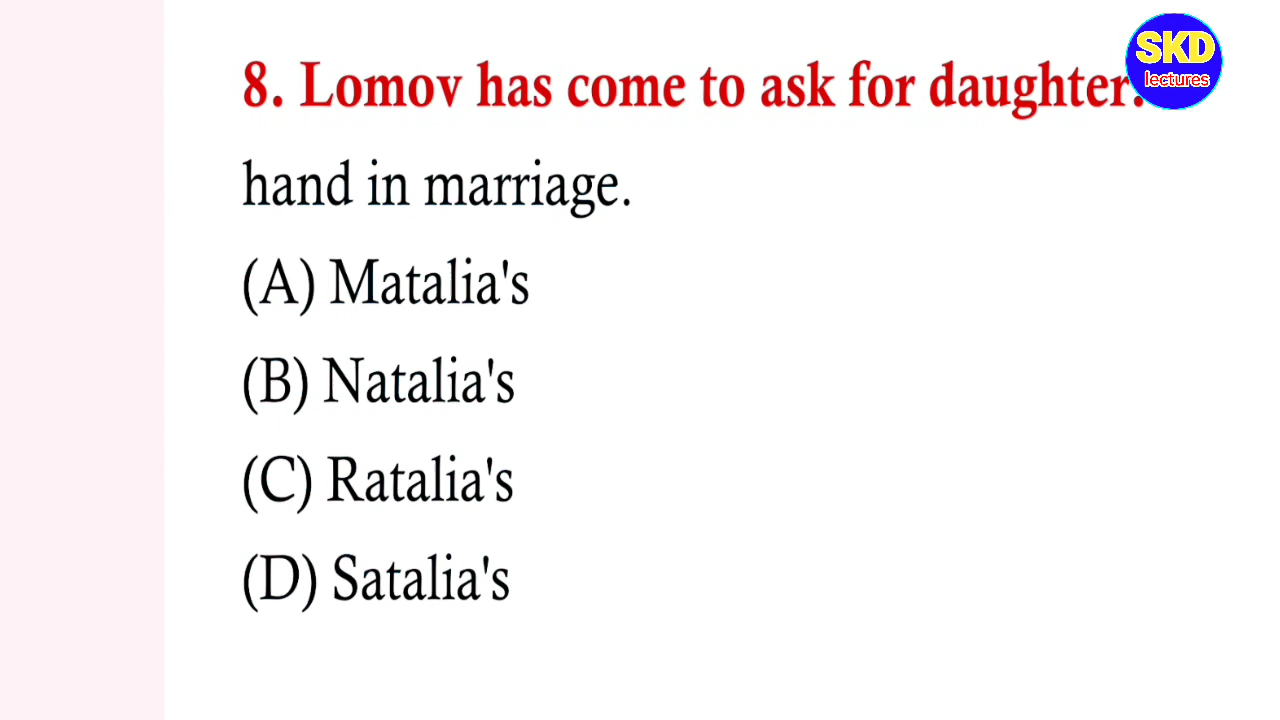 8. Lomov has come to ask for daughter.
hand in marriage.
(A) Matalia's
(B) Natalia's
(C) Ratalia's
(D) Satalia's
SKD
lectures